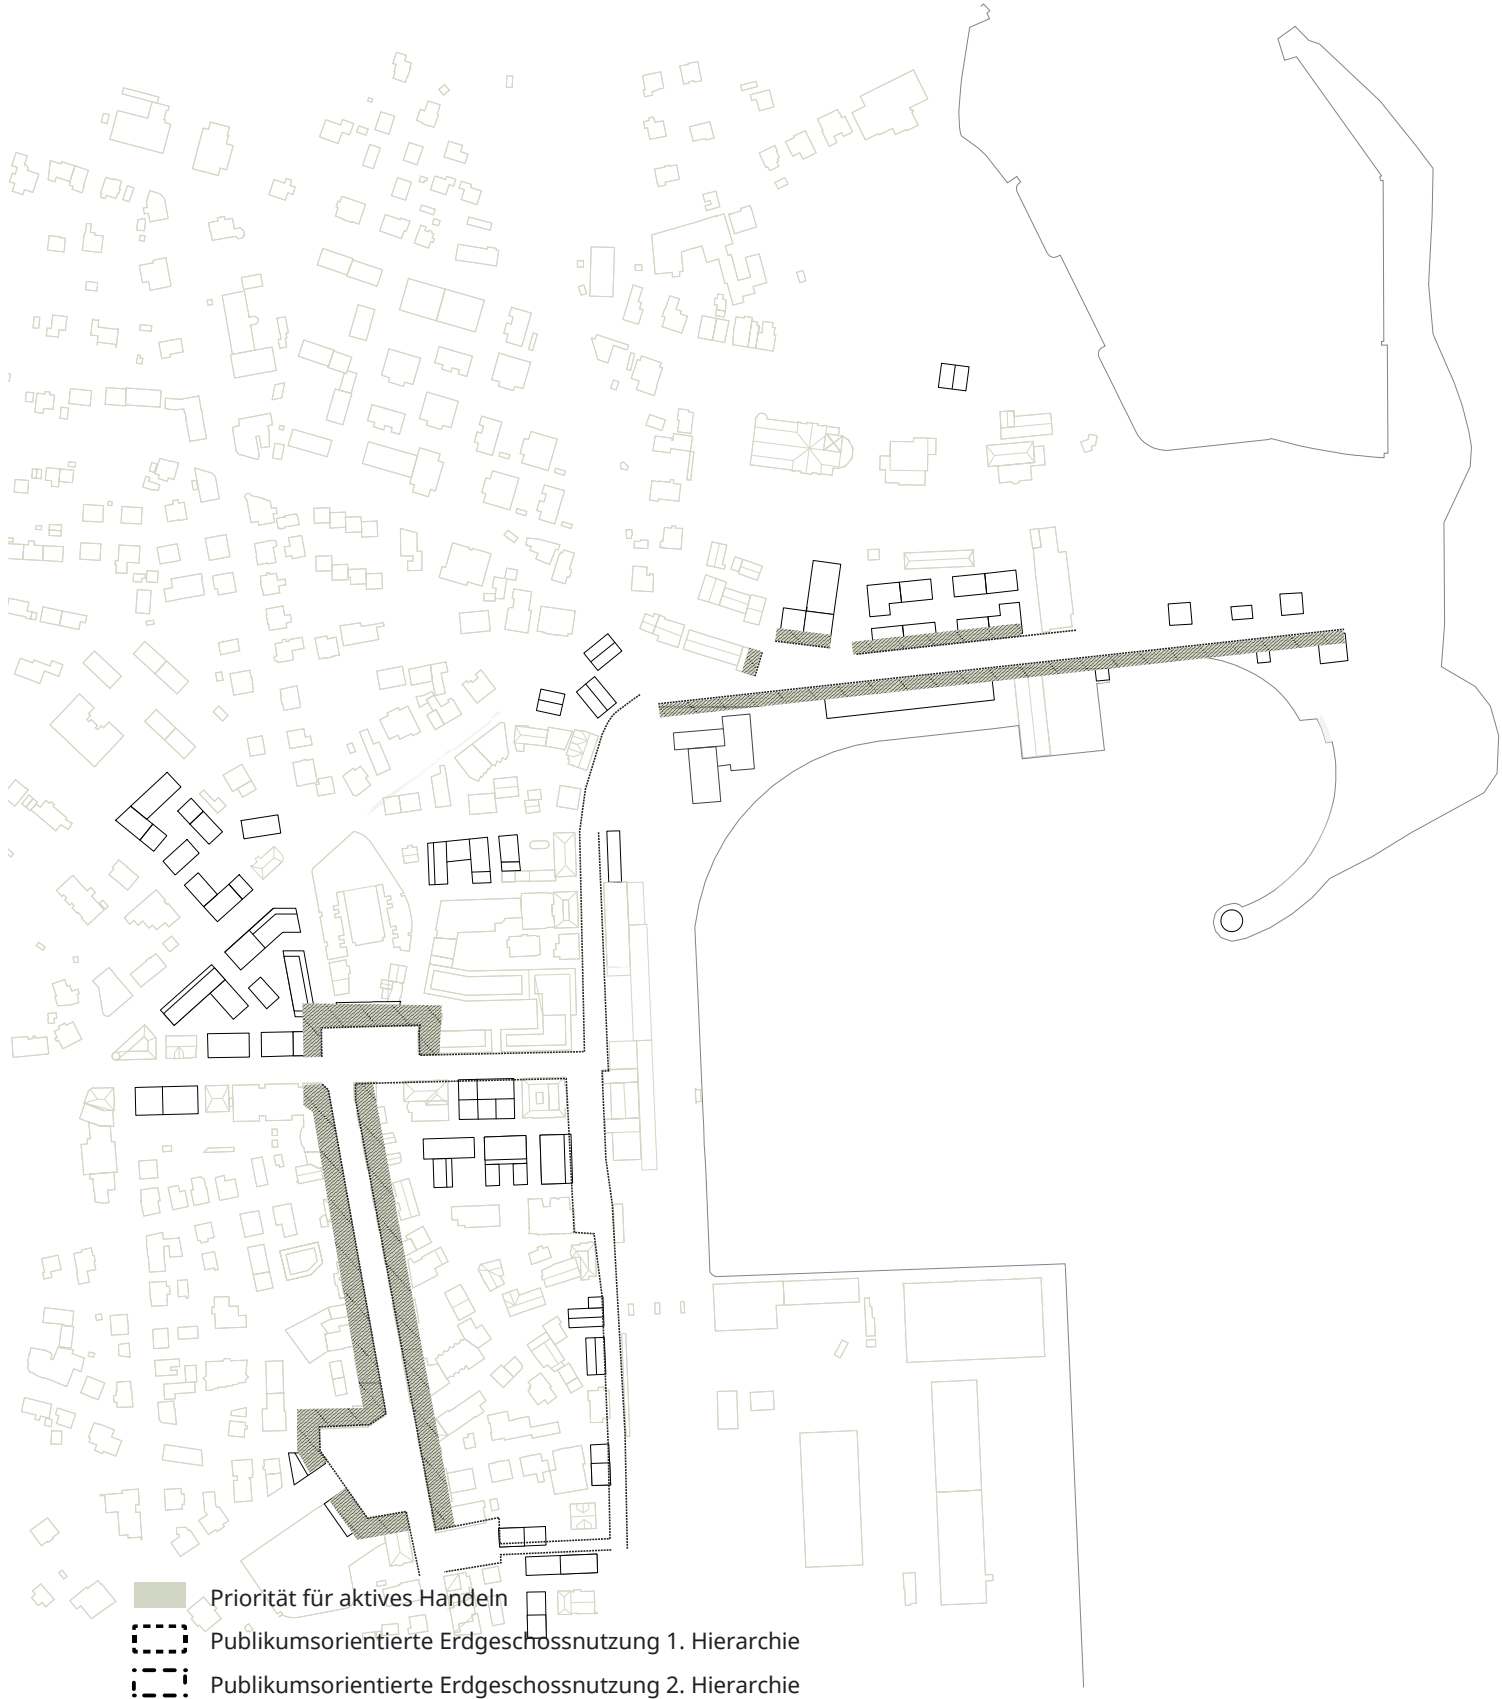 Priorität für aktives Handeln
Publikumsorientierte Erdgeschossnutzung 1. Hierarchie
Publikumsorientierte Erdgeschossnutzung 2. Hierarchie